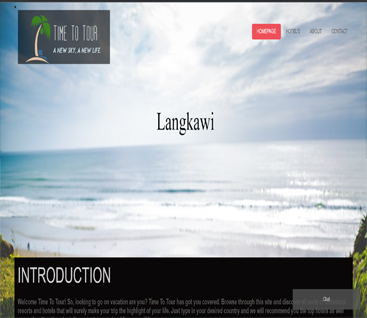 TIME TO TOUR
A NEW SKY, A NEW LIFE
HOMEPAGE HOTELS ABOUT CONTACT
Langkawi
INTRODUCTION
Welcome Time To Tour! So, looking to go on vacation are you? Time To Tour has got you covered. Browse through this site and discover
resorts and hotels that will surely make your trip the highlight of your life. Just type in your desired country and we will recommend you the top hotels as well
Chat